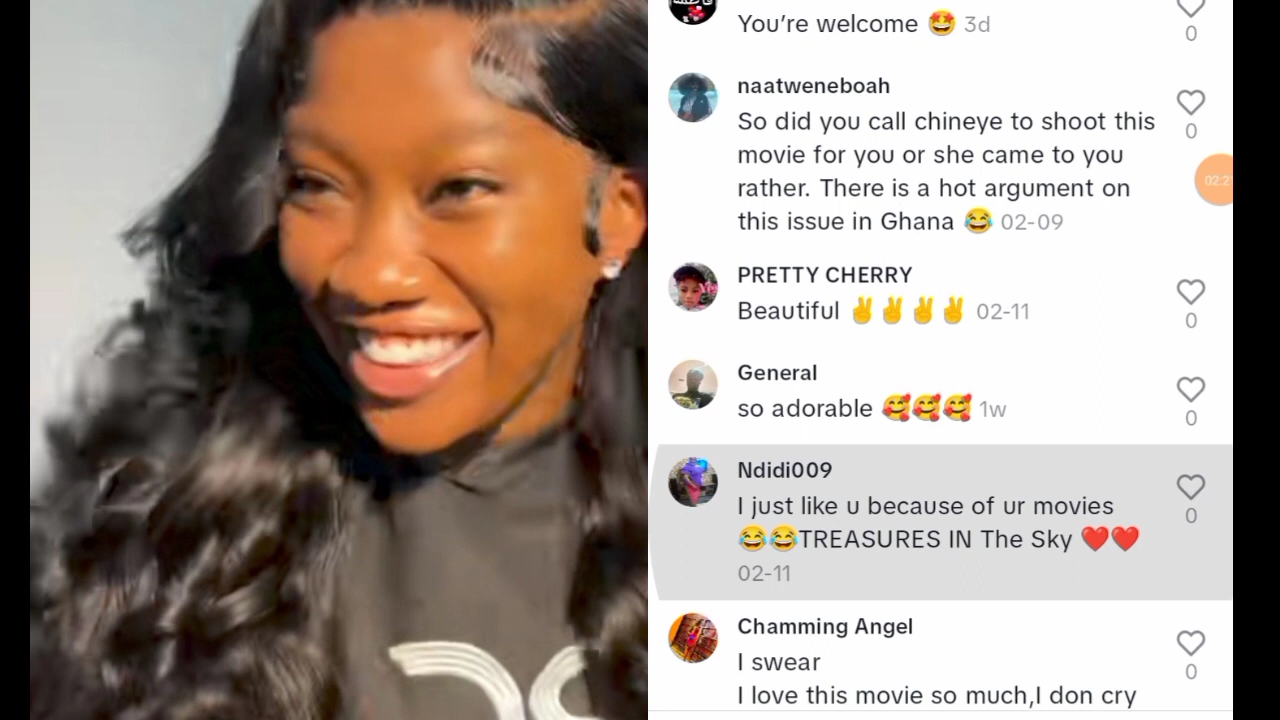 You're welcome 🤩 3d
0
naatweneboah
So did you call chineye to shoot this
movie for you or she came to you
rather. There is a hot argument on
this issue in Ghana 😂 02-09
0
02:2
PRETTY CHERRY
Beautiful ✌️✌️✌️✌️ 02-11
0
General
so adorable 🥰🥰🥰 1w
0
Ndidi009
I just like u because of ur movies
😂😂TREASURES IN The Sky ❤️❤️
02-11
0
Chamming Angel
I swear
I love this movie so much,I don cry
0